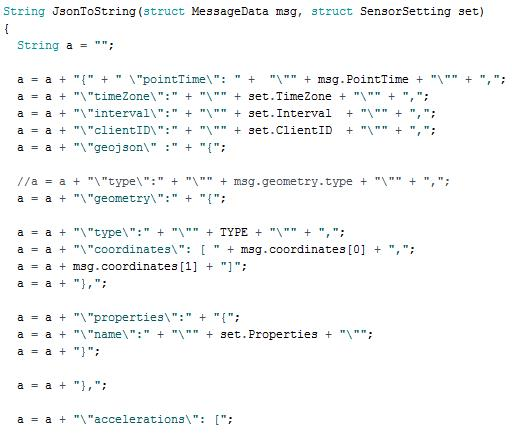 String JsonToString(struct MessageData msg, struct SensorSetting set)
{
String a = "";
a = a + "{" + " \"pointTime\": " + "\"" + msg.PointTime + "\"" + ",";
a = a + "\"timeZone\":" + "\"" + set.TimeZone + "\"" + ",";
a = a + "\"interval\":" + "\"" + set.Interval + "\"" + ",";
a = a + "\"clientID\":" + "\"" + set.ClientID + "\"" + ",";
a = a + "\"geojson\" :" + "{";
//a = a + "\"type\":" + "\"" + msg.geometry.type + "\"" + ",";
a = a + "\"geometry\":" + "{";
a = a + "\"type\":" + "\"" + TYPE + "\"" + ",";
a = a + "\"coordinates\": [ " + msg.coordinates[0] + ",";
a = a + msg.coordinates[1] + "]";
a = a + "},";
a = a + "\"properties\":" + "{";
a = a + "\"name\":" + "\"" + set.Properties + "\"";
a = a + "}";
a = a + "},";
a = a + "\"accelerations\": [";